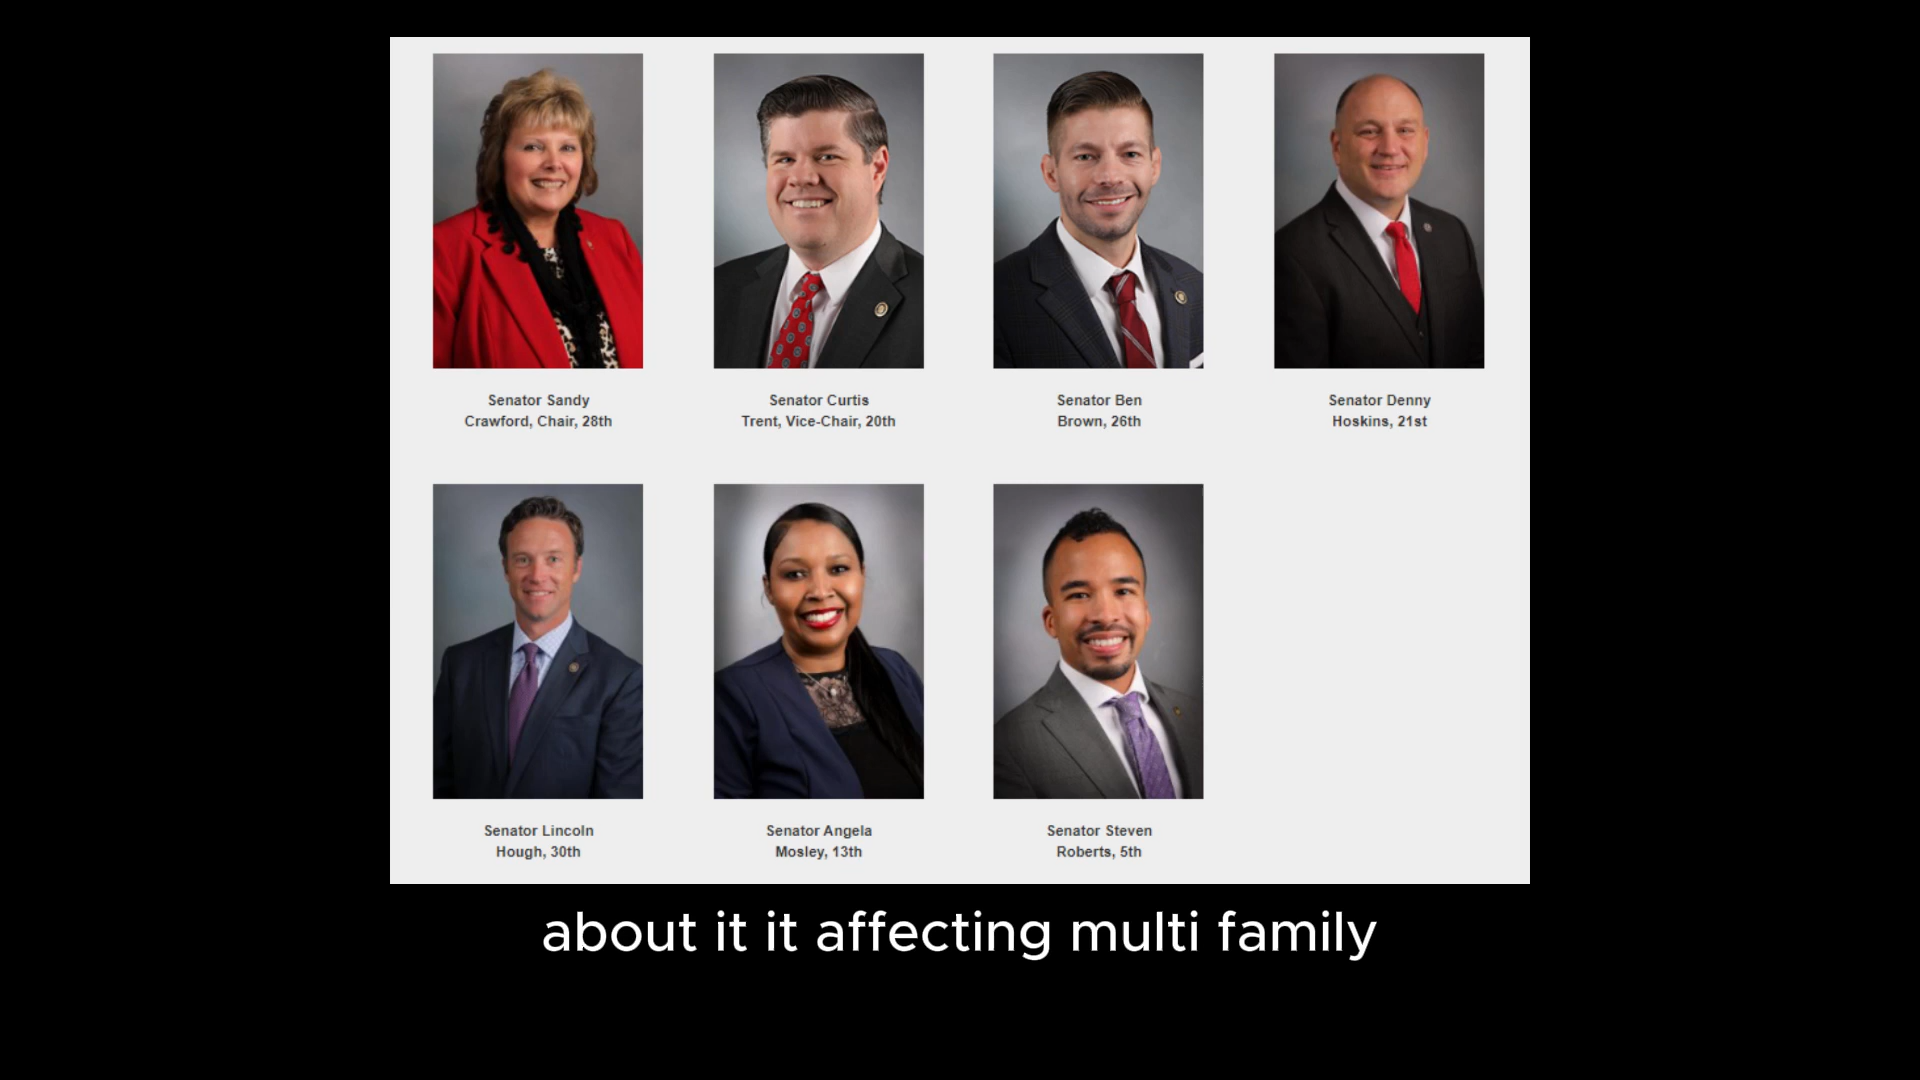 Senator Sandy
Crawford, Chair, 28th
Senator Curtis
Trent, Vice-Chair, 20th
Senator Ben
Brown, 26th
Senator Denny
Hoskins, 21st
Senator Lincoln
Hough, 30th
Senator Angela
Mosley, 13th
Senator Steven
Roberts, 5th
about it it affecting multi family